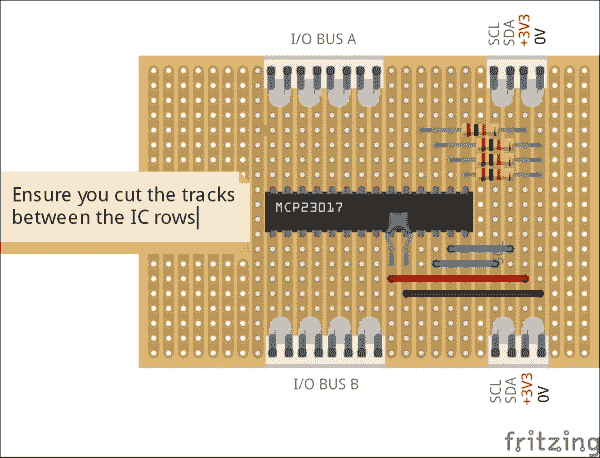 I/O BUS A
SCL
SDA
+3V3
0V
Ensure you cut the tracks
between the IC rows
MCP23017
I/O BUS B
SCL
SDA
+3V3
0V
fritzing